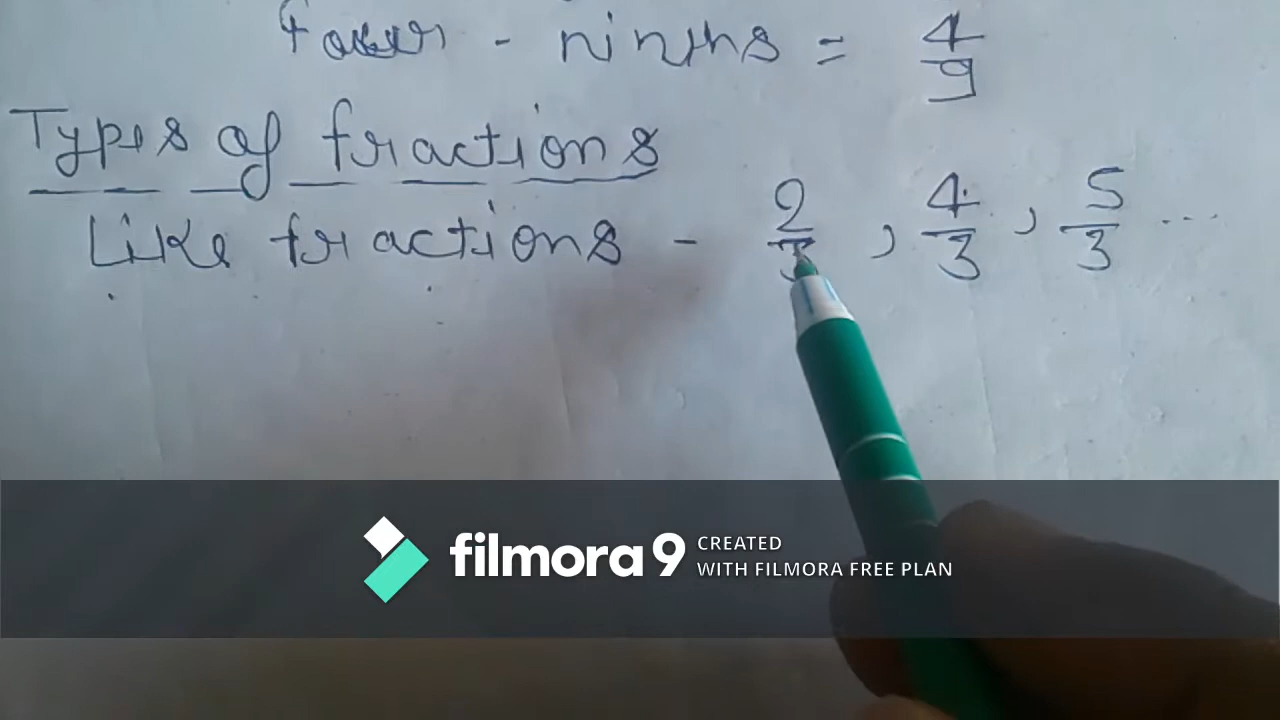 Four - ninths = 4/9
Types of fractions
Like fractions - 2/3 , 4/3 , 5/3 ...
filmora 9 CREATED
WITH FILMORA FREE PLAN